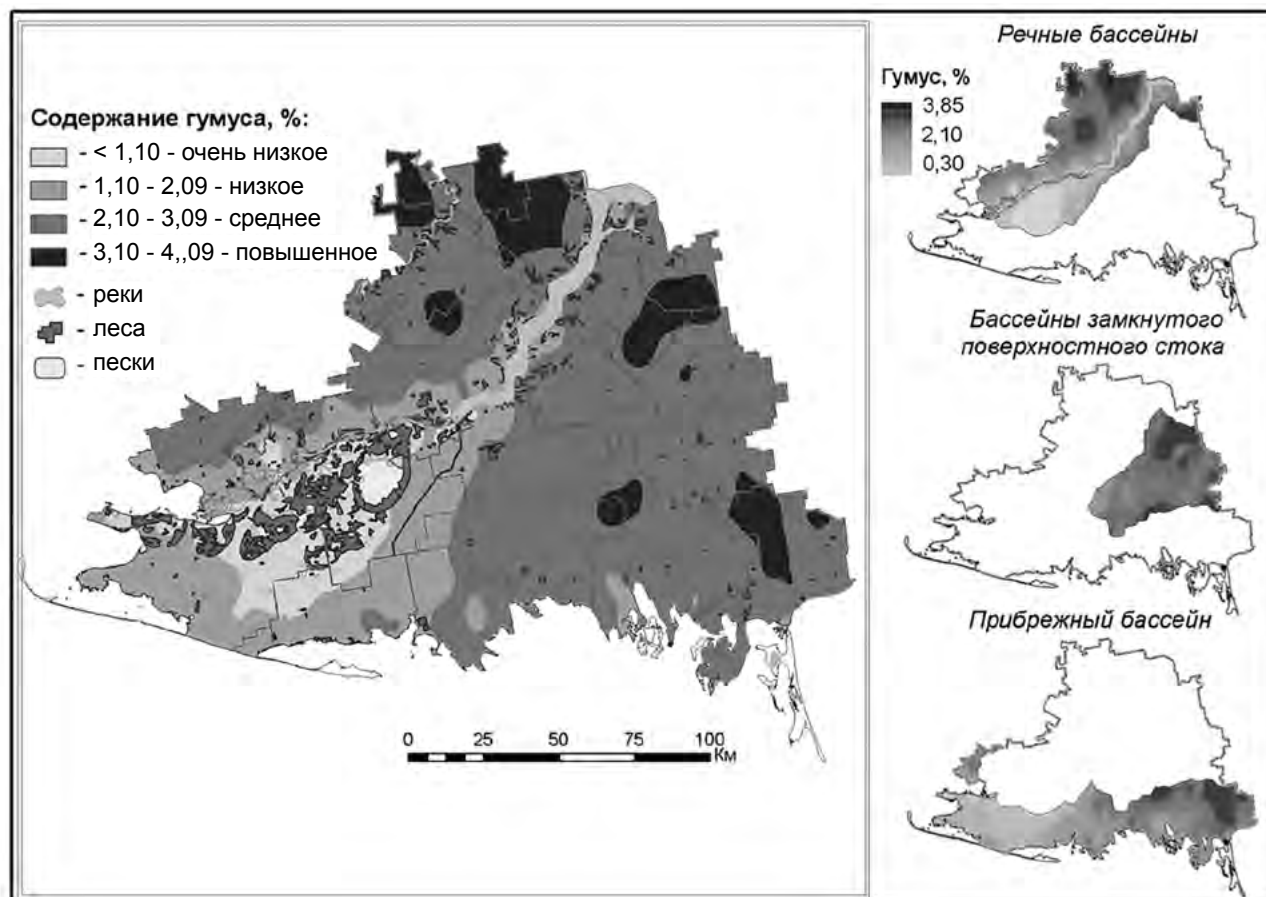 Содержание гумуса, %:
- < 1,10 - очень низкое
- 1,10 - 2,09 - низкое
- 2,10 - 3,09 - среднее
- 3,10 - 4,,09 - повышенное
- реки
- леса
- пески
0 25 50 75 100
Км
Речные бассейны
Гумус, %
3,85
2,10
0,30
Бассейны замкнутого
поверхностного стока
Прибрежный бассейн